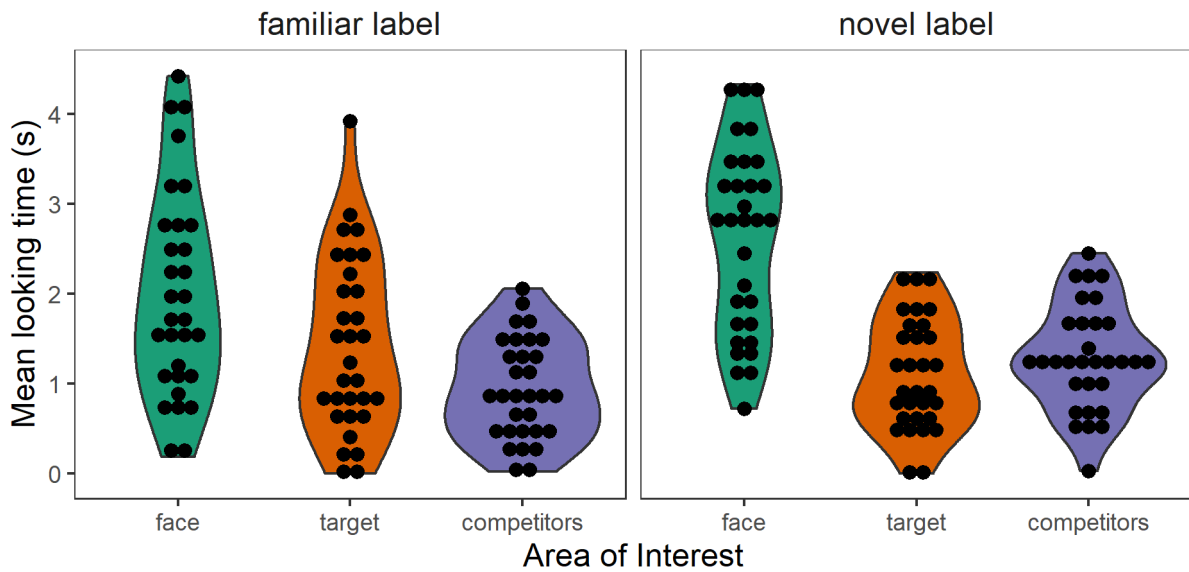 familiar label
novel label
Mean looking time (s)
4
3
2
1
0
face
target
competitors
face
target
competitors
Area of Interest